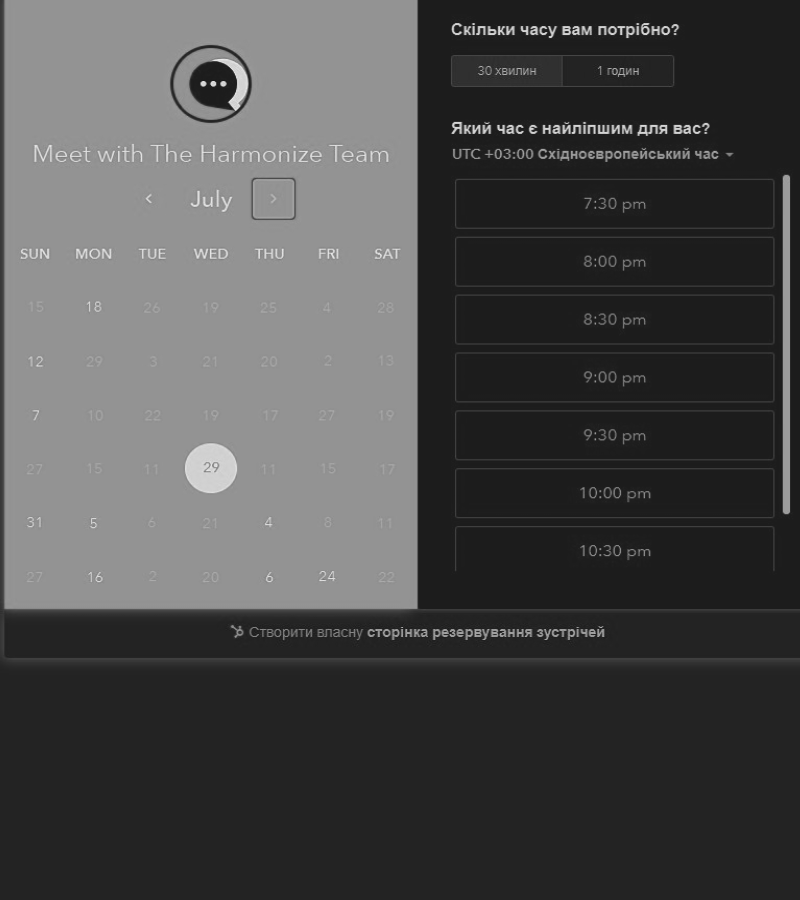 Meet with The Harmonize Team
July
SUN MON TUE WED THU FRI SAT
15 18 26 19 25 4 28
12 29 3 21 20 2 13
7 10 22 19 17 27 19
27 15 11 29 11 15 17
31 5 6 21 4 8 11
27 16 2 20 6 24 22
Скільки часу вам потрібно?
30 хвилин 1 годин
Який час є найліпшим для вас?
UTC +03:00 Східноєвропейський час
7:30 pm
8:00 pm
8:30 pm
9:00 pm
9:30 pm
10:00 pm
10:30 pm
Створити власну сторінка резервування зустрічей